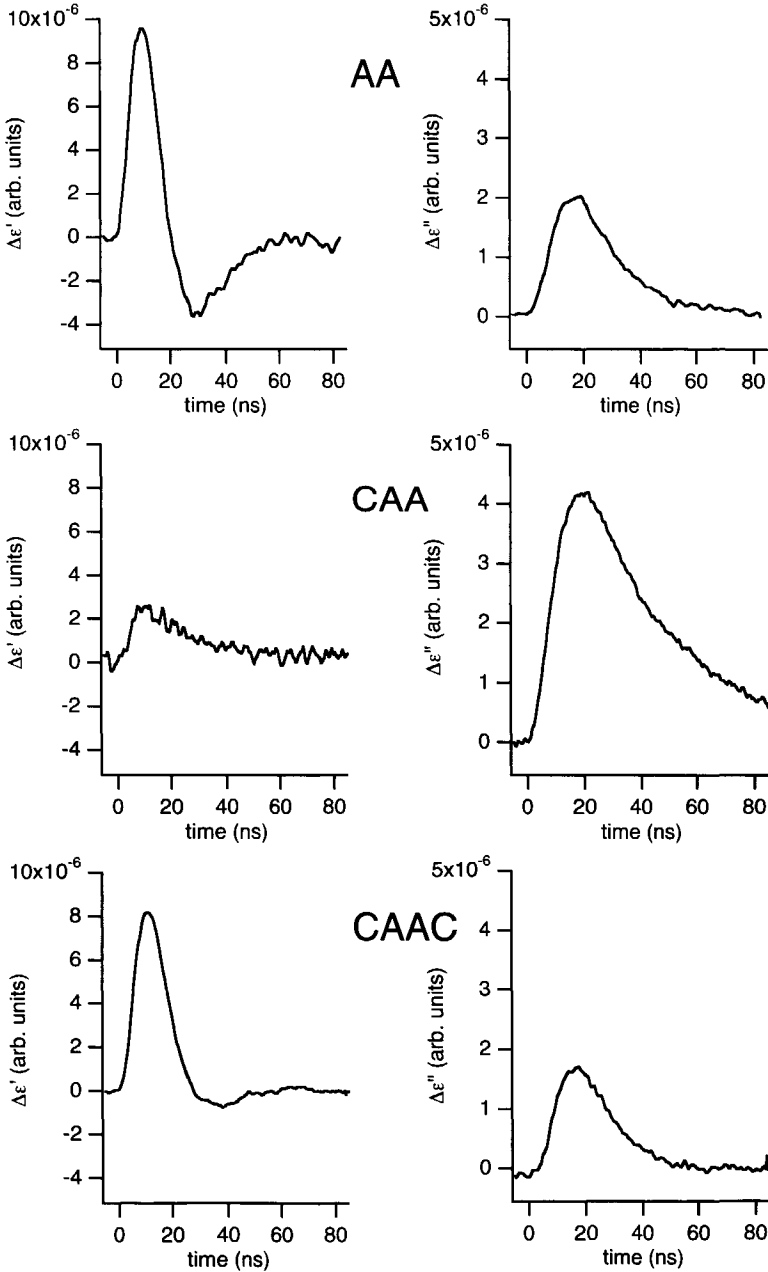 10x10-6
8
6
4
2
0
-2
-4
Δε' (arb. units)
0 20 40 60 80
time (ns)
AA
5x10-6
4
3
2
1
0
Δε" (arb. units)
0 20 40 60 80
time (ns)
10x10-6
8
6
4
2
0
-2
-4
Δε' (arb. units)
0 20 40 60 80
time (ns)
CAA
5x10-6
4
3
2
1
0
Δε" (arb. units)
0 20 40 60 80
time (ns)
10x10-6
8
6
4
2
0
-2
-4
Δε' (arb. units)
0 20 40 60 80
time (ns)
CAAC
5x10-6
4
3
2
1
0
Δε" (arb. units)
0 20 40 60 80
time (ns)